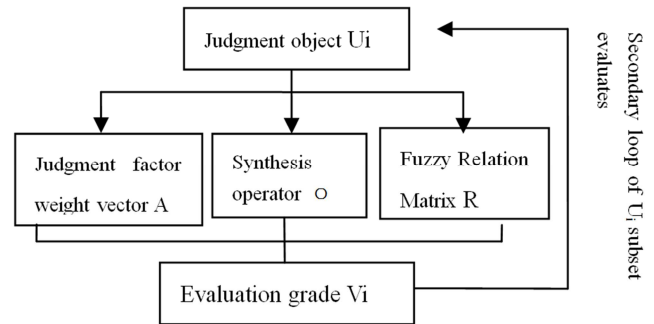 Judgment object Ui
Judgment factor
weight vector A
Synthesis
operator O
Fuzzy Relation
Matrix R
Evaluation grade Vi
Secondary loop of Ui subset
evaluates